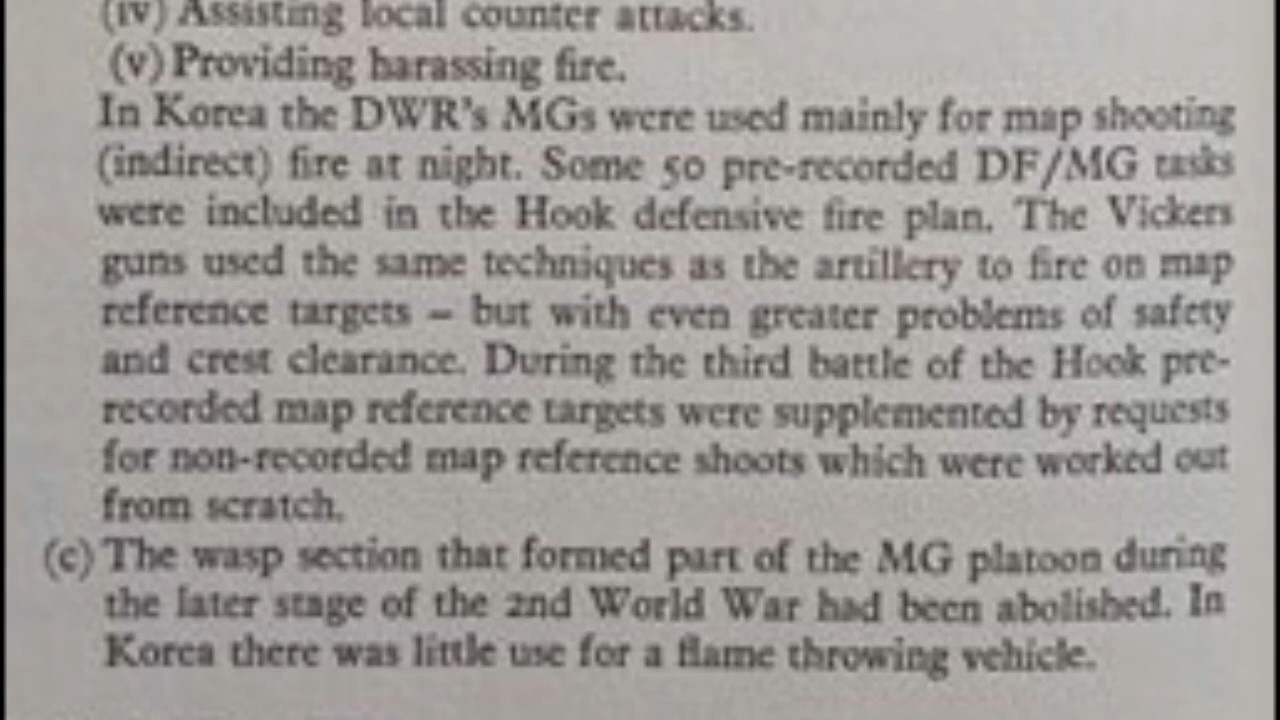 (iv) Assisting local counter attacks.
(v) Providing harassing fire.
In Korea the DWR's MGs were used mainly for map shooting
(indirect) fire at night. Some 50 pre-recorded DF/MG tasks
were included in the Hook defensive fire plan. The Vickers
guns used the same techniques as the artillery to fire on map
reference targets – but with even greater problems of safety
and crest clearance. During the third battle of the Hook pre-
recorded map reference targets were supplemented by requests
for non-recorded map reference shoots which were worked out
from scratch.
(c) The wasp section that formed part of the MG platoon during
the later stage of the 2nd World War had been abolished. In
Korea there was little use for a flame throwing vehicle.